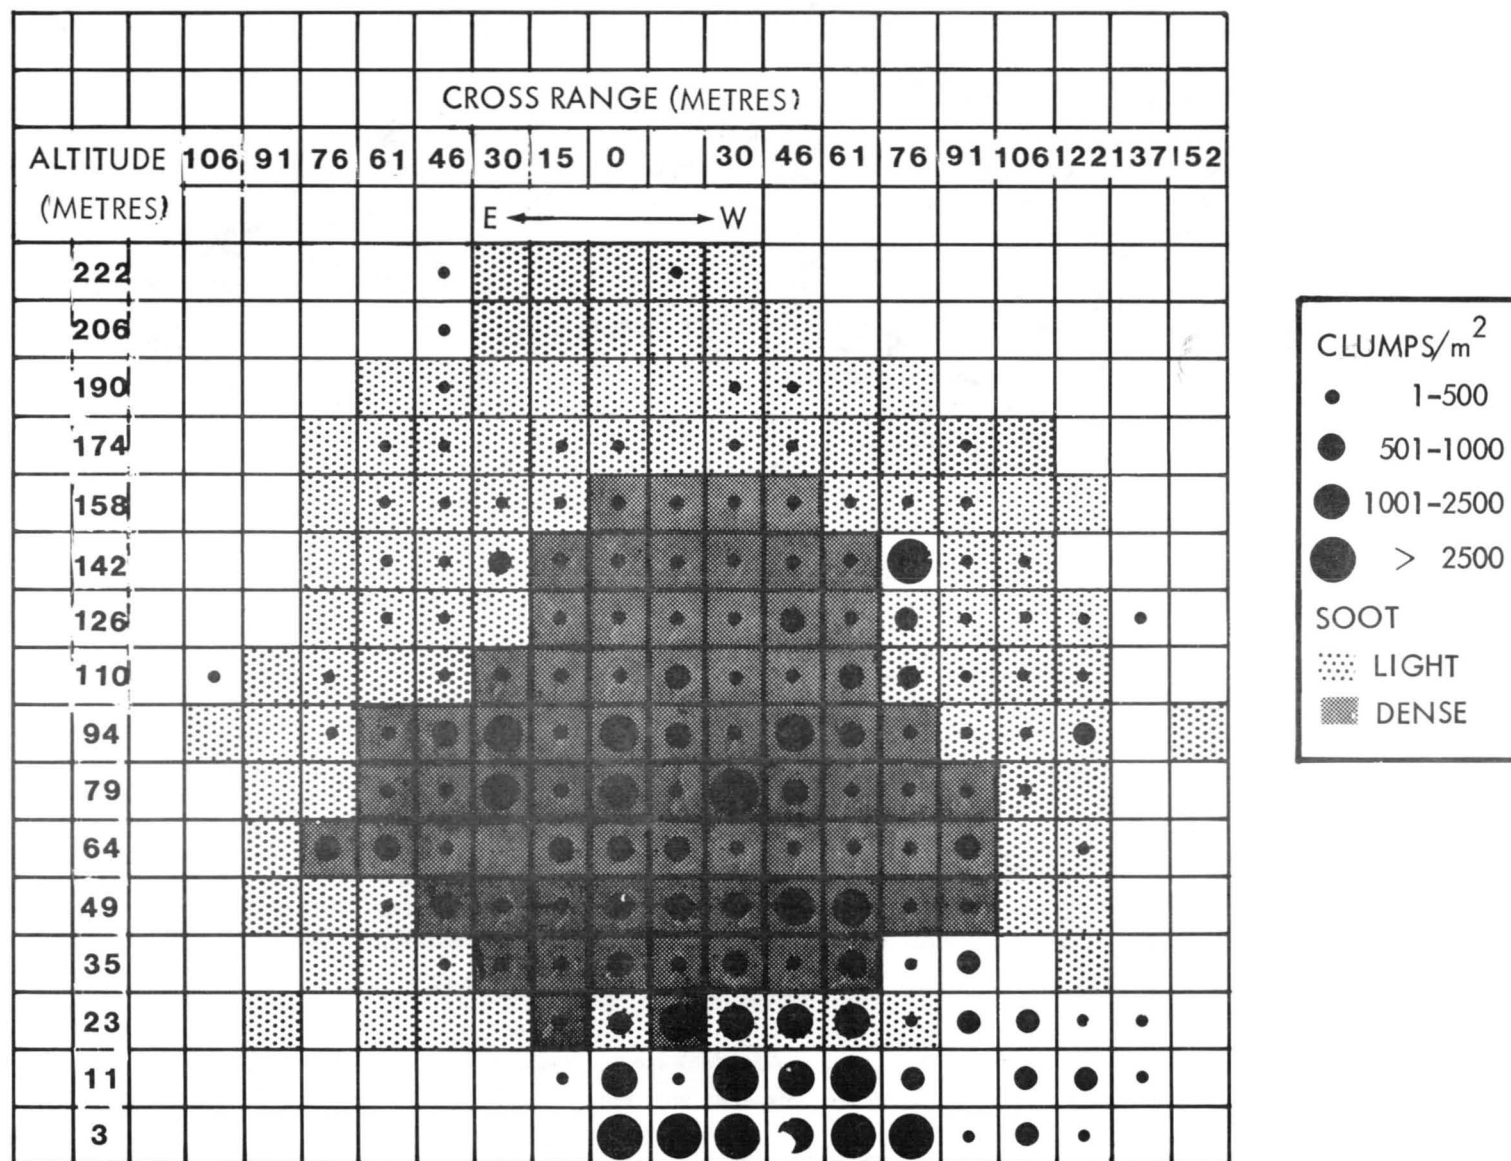 CROSS RANGE (METRES)
ALTITUDE 106 91 76 61 46 30 15 0 30 46 61 76 91 106 122 137 152
(METRES)
E W
222
206
190
174
158
142
126
110
94
79
64
49
35
23
11
3
CLUMPS/m²
1-500
501-1000
1001-2500
> 2500
SOOT
LIGHT
DENSE